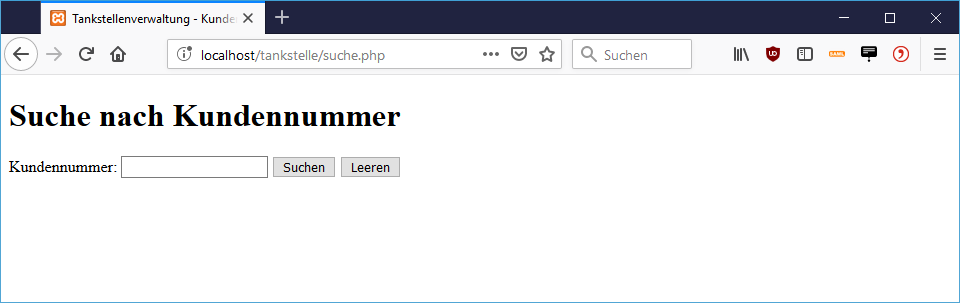 Tankstellenverwaltung - Kunde
localhost/tankstelle/suche.php
Suchen
Suche nach Kundennummer
Kundennummer: Suchen Leeren